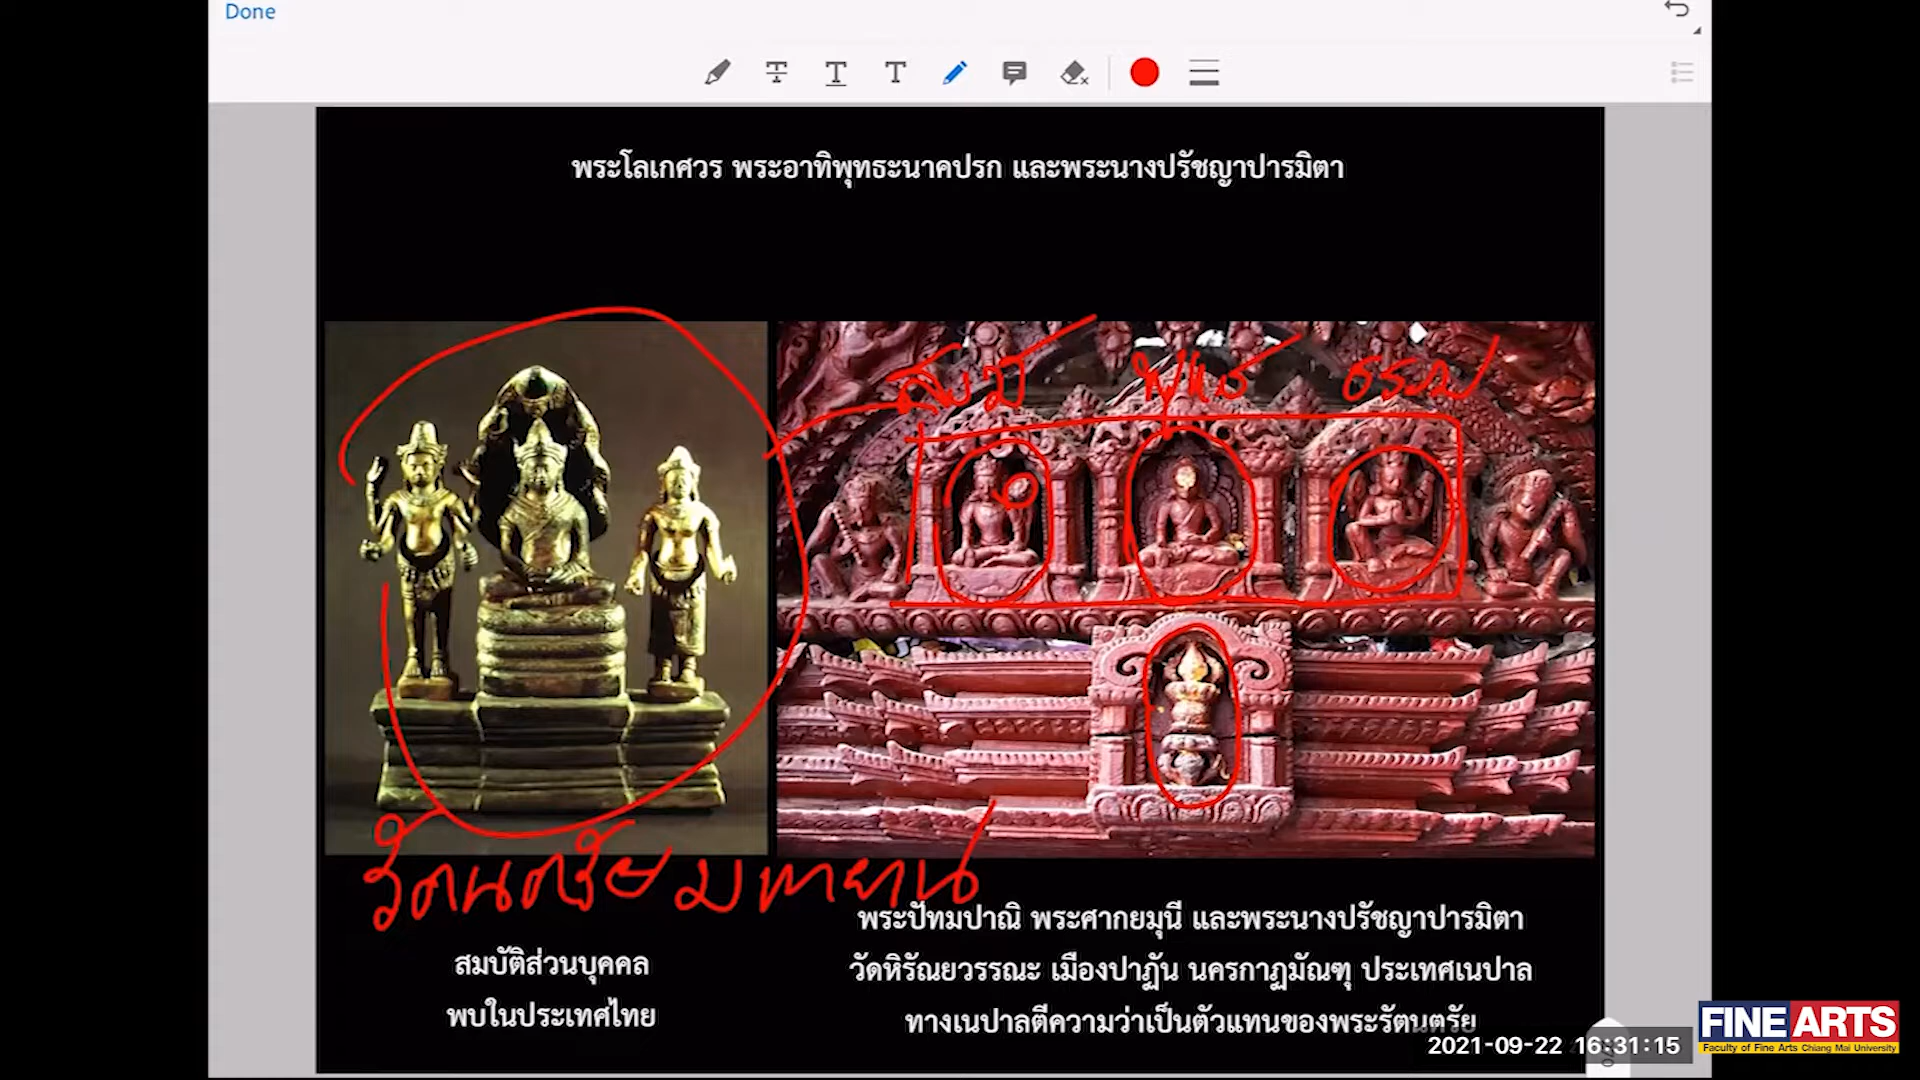 Done
พระโลเกศวร พระอาทิพุทธะนาคปรก และพระนางปรัชญาปารมิตา
สงฆ์ พุทธ ธรรม
รัตนตรัยมหายาน
สมบัติส่วนบุคคล
พบในประเทศไทย
พระปัทมปาณิ พระศากยมุนี และพระนางปรัชญาปารมิตา
วัดหิรัณยวรรณะ เมืองปาฏัน นครกาฏมัณฑุ ประเทศเนปาล
ทางเนปาลตีความว่าเป็นตัวแทนของพระรัตนตรัย
2021-09-22 16:31:15
FINE ARTS
Faculty of Fine Arts Chiang Mai University